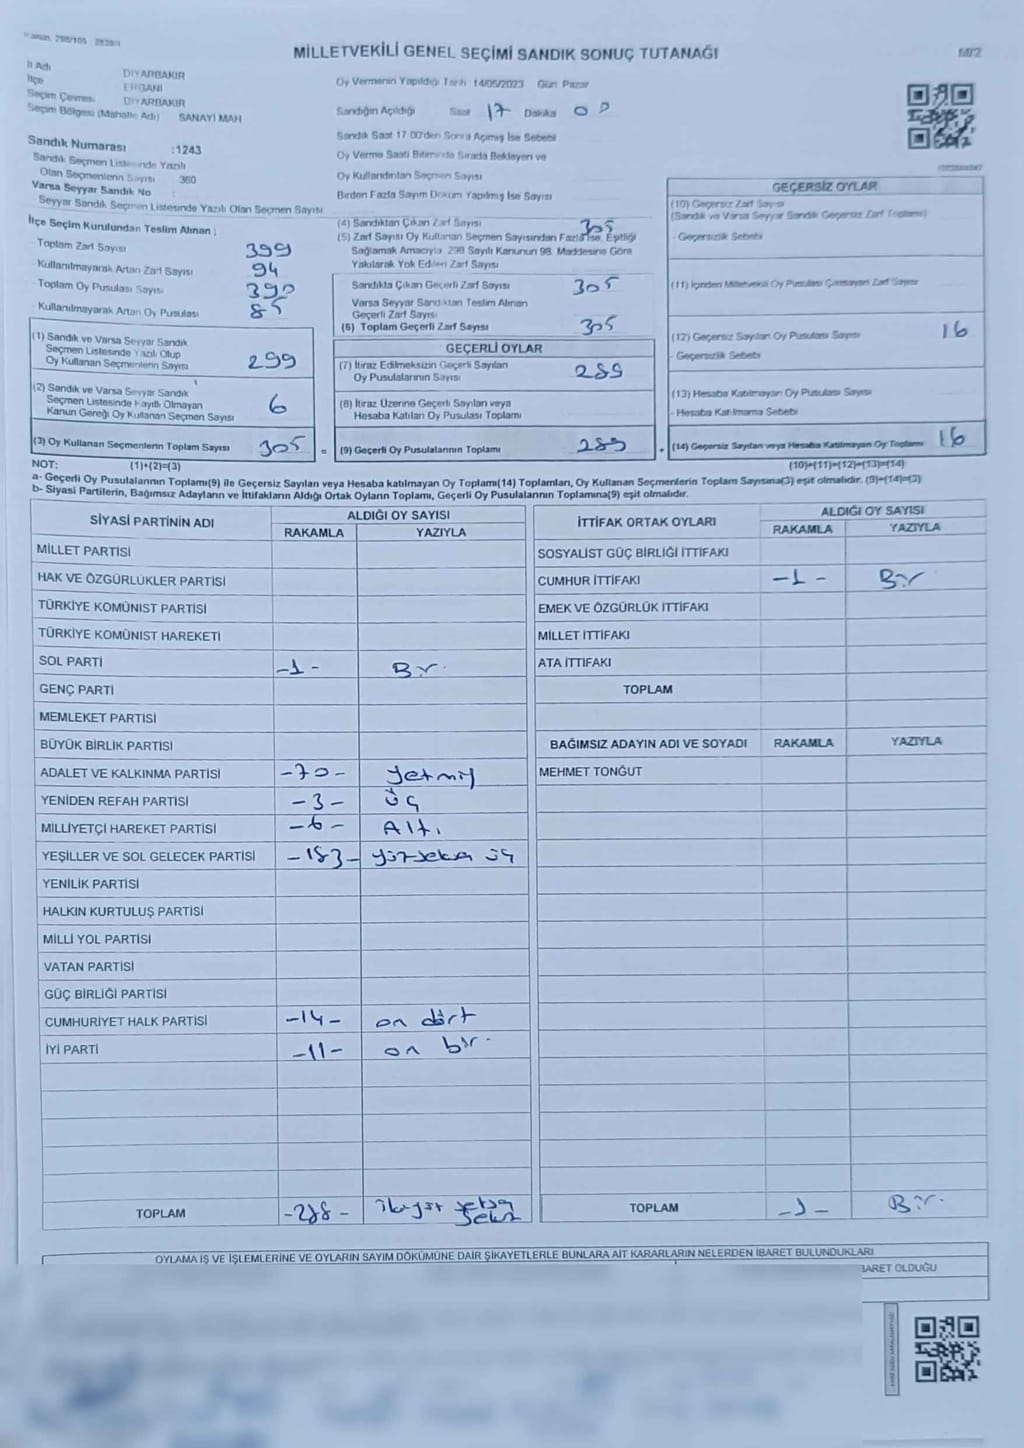 MİLLETVEKİLİ GENEL SEÇİMİ SANDIK SONUÇ TUTANAĞI
İl Adı DİYARBAKIR
İlçe ERGANİ
Seçim Çevresi DİYARBAKIR
Seçim Bölgesi (Mahalle Adı) SANAYİ MAH
Sandık Numarası :1243
Sandık Seçmen Listesinde Yazılı
Olan Seçmenlerin Sayısı 360
Varsa Seyyar Sandık No :
Seyyar Sandık Seçmen Listesinde Yazılı Olan Seçmen Sayısı
Oy Vermenin Yapıldığı Tarih 14/05/2023 Gün: Pazar
Sandığın Açıldığı Saat 17 Dakika
Sandık Saat 17.00'den Sonra Açımış İse Sebebi
Oy Verme Saati Bitiminde Sırada Bekleyen ve
Oy Kullandırılan Seçmen Sayısı
Birden Fazla Sayım Döküm Yapılmış İse Sayısı
İlçe Seçim Kurulundan Teslim Alınan ;
Toplam Zarf Sayısı 399
Kullanılmayarak Artan Zarf Sayısı 94
Toplam Oy Pusulası Sayısı 390
Kullanılmayarak Artan Oy Pusulası 85
(1) Sandık ve Varsa Seyyar Sandık
Seçmen Listesinde Yazılı Olup
Oy Kullanan Seçmenlerin Sayısı 299
(2) Sandık ve Varsa Seyyar Sandık
Seçmen Listesinde Kayıtlı Olmayan
Kanun Gereği Oy Kullanan Seçmen Sayısı 6
(3) Oy Kullanan Seçmenlerin Toplam Sayısı 305 =
(4) Sandıktan Çıkan Zarf Sayısı 305
(5) Zarf Sayısı Oy Kullanan Seçmen Sayısından Fazla İse, Eşitliği
Sağlamak Amacıyla 298 Sayılı Kanunun 98. Maddesine Göre
Yakılarak Yok Edilen Zarf Sayısı
Sandıkta Çıkan Geçerli Zarf Sayısı 305
Varsa Seyyar Sandıktan Teslim Alınan
Geçerli Zarf Sayısı
(6) Toplam Geçerli Zarf Sayısı 305
GEÇERLİ OYLAR
(7) İtiraz Edilmeksizin Geçerli Sayılan
Oy Pusulalarının Sayısı 289
(8) İtiraz Üzerine Geçerli Sayılan veya
Hesaba Katılan Oy Pusulası Toplamı
(9) Geçerli Oy Pusulalarının Toplamı 289 +
GEÇERSİZ OYLAR
(10) Geçersiz Zarf Sayısı
(Sandık ve Varsa Seyyar Sandık Geçersiz Zarf Toplamı)
- Geçersizlik Sebebi
(11) İçinden Milletvekili Oy Pusulası Çıkmayan Zarf Sayısı
(12) Geçersiz Sayılan Oy Pusulası Sayısı 16
- Geçersizlik Sebebi
(13) Hesaba Katılmayan Oy Pusulası Sayısı
- Hesaba Katılmama Sebebi
(14) Geçersiz Sayılan veya Hesaba Katılmayan Oy Toplamı 16
NOT: (1)+(2)=(3) (10)+(11)+(12)+(13)=(14)
a- Geçerli Oy Pusulalarının Toplamı(9) ile Geçersiz Sayılan veya Hesaba katılmayan Oy Toplam(14) Toplamları, Oy Kullanan Seçmenlerin Toplam Sayısına(3) eşit olmalıdır. (9)+(14)=(3)
b- Siyasi Partilerin, Bağımsız Adayların ve İttifakların Aldığı Ortak Oyların Toplamı, Geçerli Oy Pusulalarının Toplamına(9) eşit olmalıdır.
SİYASİ PARTİNİN ADI ALDIĞI OY SAYISI
RAKAMLA YAZIYLA
MİLLET PARTİSİ
HAK VE ÖZGÜRLÜKLER PARTİSİ
TÜRKİYE KOMÜNİST PARTİSİ
TÜRKİYE KOMÜNİST HAREKETİ
SOL PARTİ -1- Bir
GENÇ PARTİ
MEMLEKET PARTİSİ
BÜYÜK BİRLİK PARTİSİ
ADALET VE KALKINMA PARTİSİ -70- yetmiş
YENİDEN REFAH PARTİSİ -3- Üç
MİLLİYETÇİ HAREKET PARTİSİ -6- Altı
YEŞİLLER VE SOL GELECEK PARTİSİ -183- yüzseksen üç
YENİLİK PARTİSİ
HALKIN KURTULUŞ PARTİSİ
MİLLİ YOL PARTİSİ
VATAN PARTİSİ
GÜÇ BİRLİĞİ PARTİSİ
CUMHURİYET HALK PARTİSİ -14- on dört
İYİ PARTİ -11- on bir
TOPLAM -288- ikiyüz seksen sekiz
İTTİFAK ORTAK OYLARI ALDIĞI OY SAYISI
RAKAMLA YAZIYLA
SOSYALİST GÜÇ BİRLİĞİ İTTİFAKI
CUMHUR İTTİFAKI -1- Bir
EMEK VE ÖZGÜRLÜK İTTİFAKI
MİLLET İTTİFAKI
ATA İTTİFAKI
TOPLAM
BAĞIMSIZ ADAYIN ADI VE SOYADI RAKAMLA YAZIYLA
MEHMET TONĞUT
TOPLAM -1- Bir
OYLAMA İŞ VE İŞLEMLERİNE VE OYLARIN SAYIM DÖKÜMÜNE DAİR ŞİKAYETLERLE BUNLARA AİT KARARLARIN NELERDEN İBARET BULUNDUKLARI
BARET OLDUĞU